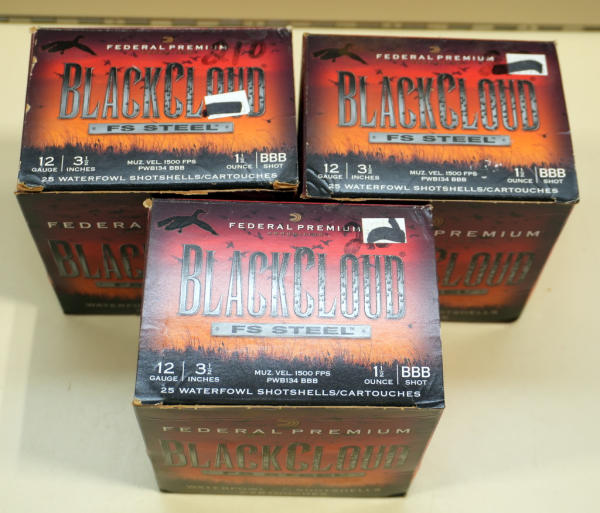 FEDERAL PREMIUM
BLACKCLOUD
FS STEEL
12 GAUGE 3½ INCHES MUZ. VEL. 1500 FPS PWB134 BBB 1½ OUNCE BBB SHOT
25 WATERFOWL SHOTSHELLS/CARTOUCHES
FEDERAL PREMIUM
BLACKCLOUD
FS STEEL
12 GAUGE 3½ INCHES MUZ. VEL. 1500 FPS PWB134 BBB 1½ OUNCE BBB SHOT
25 WATERFOWL SHOTSHELLS/CARTOUCHES
FEDERAL PREMIUM
BLACKCLOUD
FS STEEL
12 GAUGE 3½ INCHES MUZ. VEL. 1500 FPS PWB134 BBB 1½ OUNCE BBB SHOT
25 WATERFOWL SHOTSHELLS/CARTOUCHES
FEDERAL PREMIUM
BLACKCLOUD